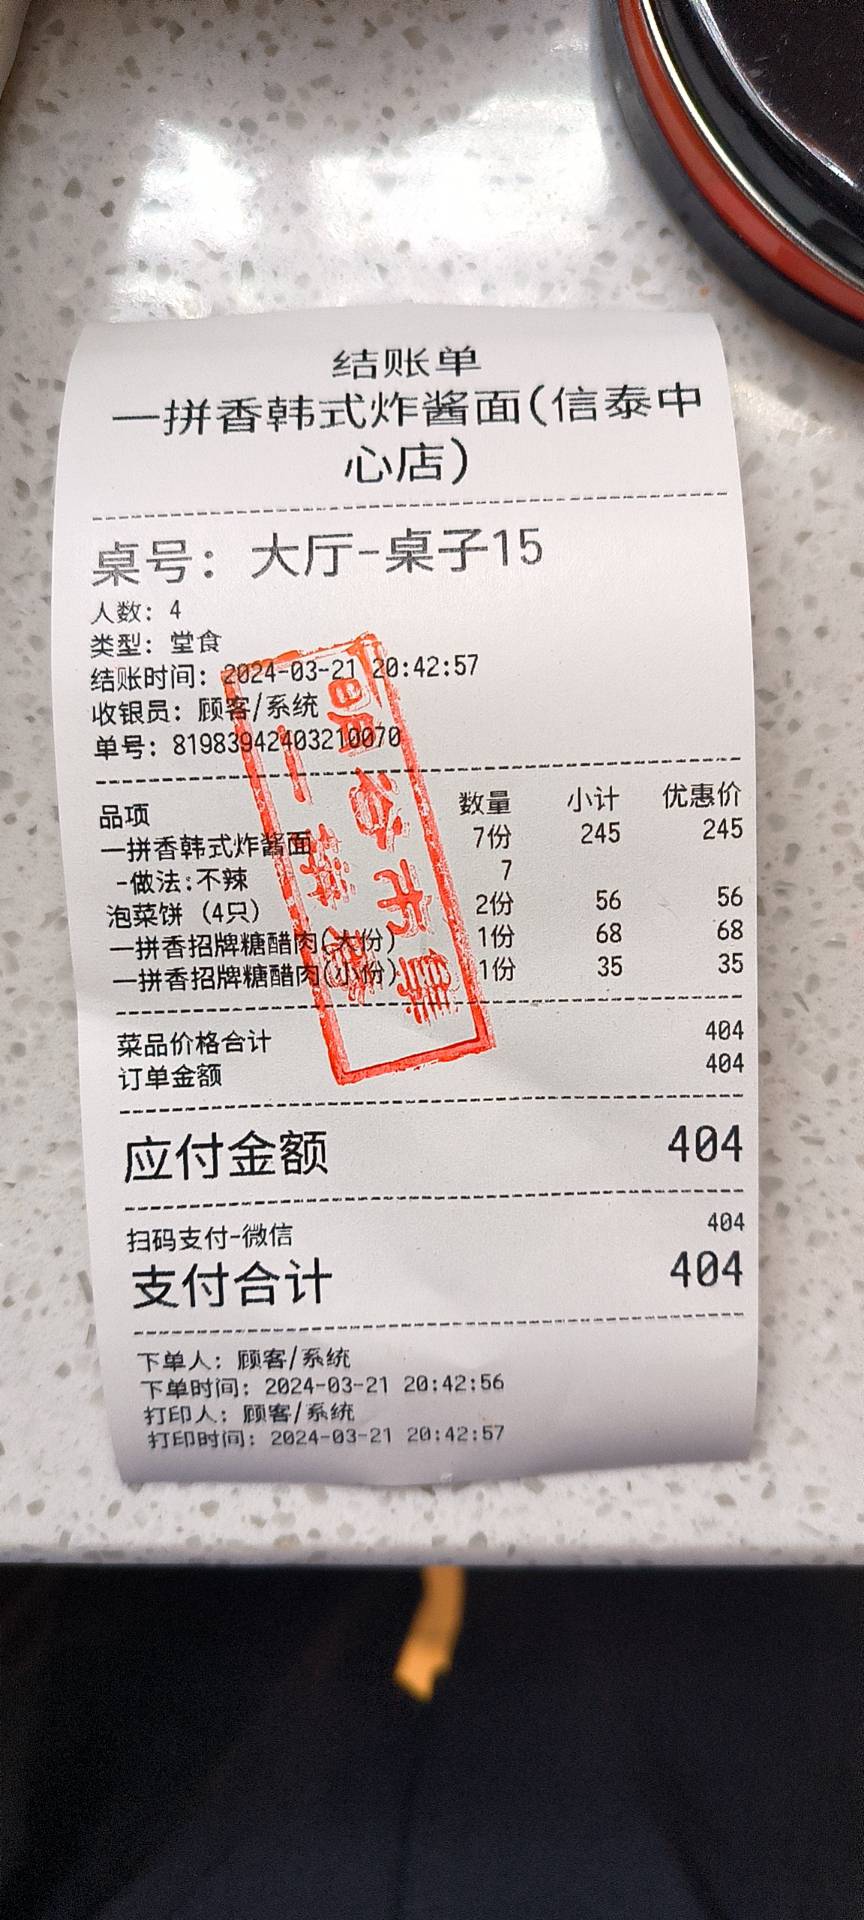 结账单
一拼香韩式炸酱面(信泰中
心店)
桌号: 大厅-桌子15
人数: 4
类型: 堂食
结账时间: 2024-03-21 20:42:57
收银员: 顾客/系统
单号: 81983942403210070
品项 数量 小计 优惠价
一拼香韩式炸酱面 7份 245 245
-做法:不辣 7
泡菜饼 (4只) 2份 56 56
一拼香招牌糖醋肉(大份) 1份 68 68
一拼香招牌糖醋肉(小份) 1份 35 35
菜品价格合计 404
订单金额 404
应付金额 404
扫码支付-微信 404
支付合计 404
下单人: 顾客/系统
下单时间: 2024-03-21 20:42:56
打印人: 顾客/系统
打印时间: 2024-03-21 20:42:57
一拼香